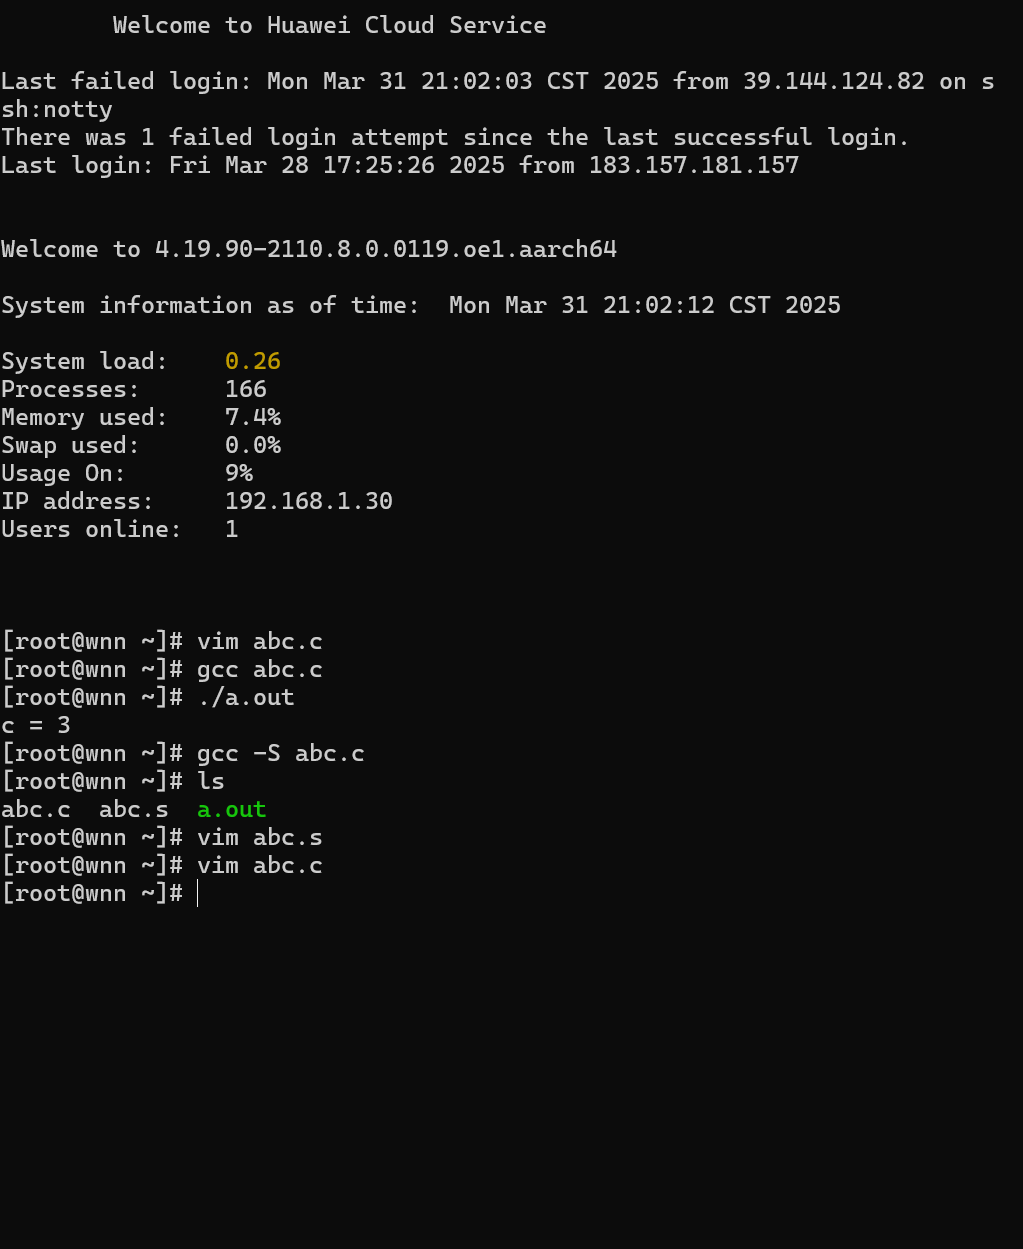 Welcome to Huawei Cloud Service
Last failed login: Mon Mar 31 21:02:03 CST 2025 from 39.144.124.82 on s
sh:notty
There was 1 failed login attempt since the last successful login.
Last login: Fri Mar 28 17:25:26 2025 from 183.157.181.157
Welcome to 4.19.90-2110.8.0.0119.oe1.aarch64
System information as of time:  Mon Mar 31 21:02:12 CST 2025
System load:    0.26
Processes:      166
Memory used:    7.4%
Swap used:      0.0%
Usage On:       9%
IP address:     192.168.1.30
Users online:   1
[root@wnn ~]# vim abc.c
[root@wnn ~]# gcc abc.c
[root@wnn ~]# ./a.out
c = 3
[root@wnn ~]# gcc -S abc.c
[root@wnn ~]# ls
abc.c  abc.s  a.out
[root@wnn ~]# vim abc.s
[root@wnn ~]# vim abc.c
[root@wnn ~]#